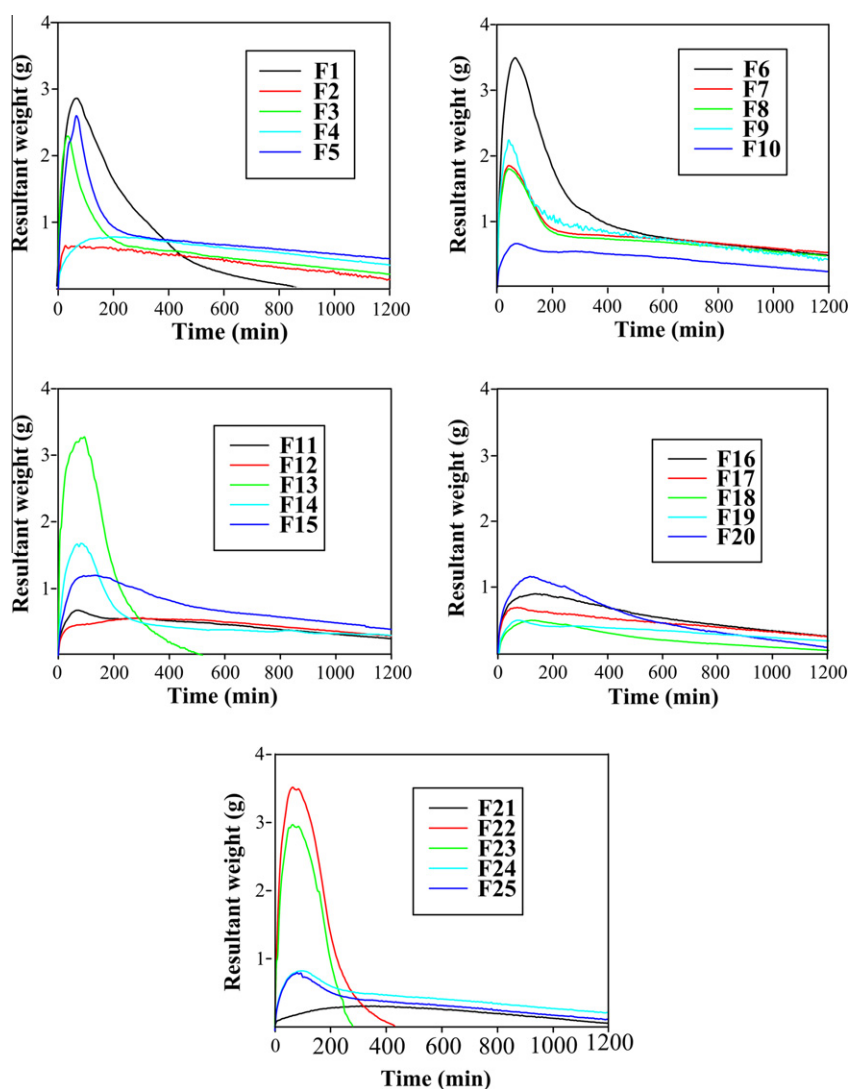 4
3
2
1
0
Resultant weight (g)
F1
F2
F3
F4
F5
0 200 400 600 800 1000 1200
Time (min)
4
3
2
1
Resultant weight (g)
F6
F7
F8
F9
F10
0 200 400 600 800 1000 1200
Time (min)
4
3
2
1
Resultant weight (g)
F11
F12
F13
F14
F15
0 200 400 600 800 1000 1200
Time (min)
4
3
2
1
Resultant weight (g)
F16
F17
F18
F19
F20
0 200 400 600 800 1000 1200
Time (min)
4
3
2
1
Resultant weight (g)
F21
F22
F23
F24
F25
0 200 400 600 800 1000 1200
Time (min)